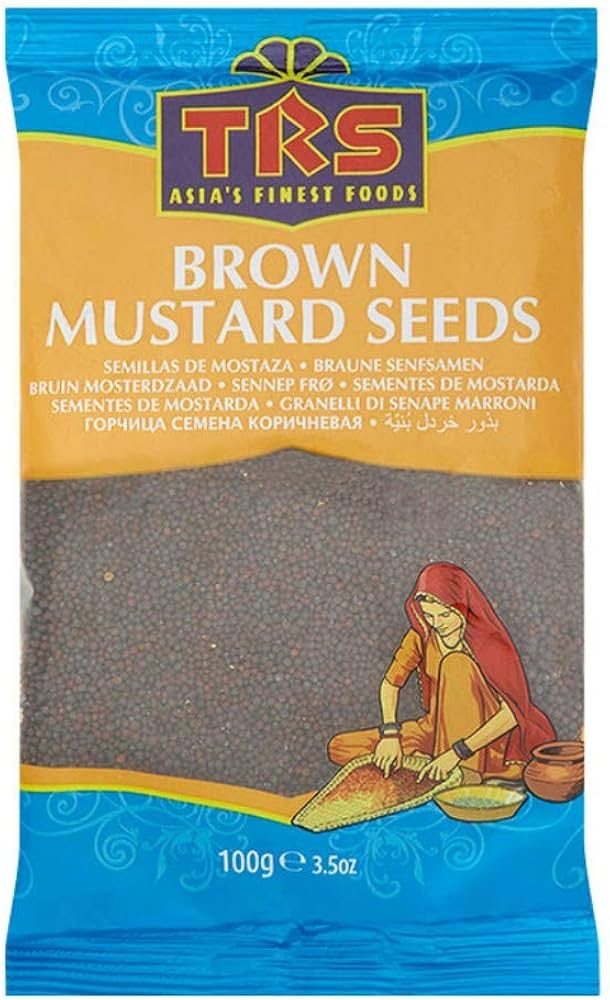 TRS
ASIA'S FINEST FOODS
BROWN
MUSTARD SEEDS
SEMILLAS DE MOSTAZA • BRAUNE SENFSAMEN
BRUIN MOSTERDZAAD • SENNEP FRØ • SEMENTES DE MOSTARDA
SEMENTES DE MOSTARDA • GRANELLI DI SENAPE MARRONI
ГОРЧИЦА СЕМЕНА КОРИЧНЕВАЯ • بذور خردل بُنيّة
100g ℮ 3.5oz